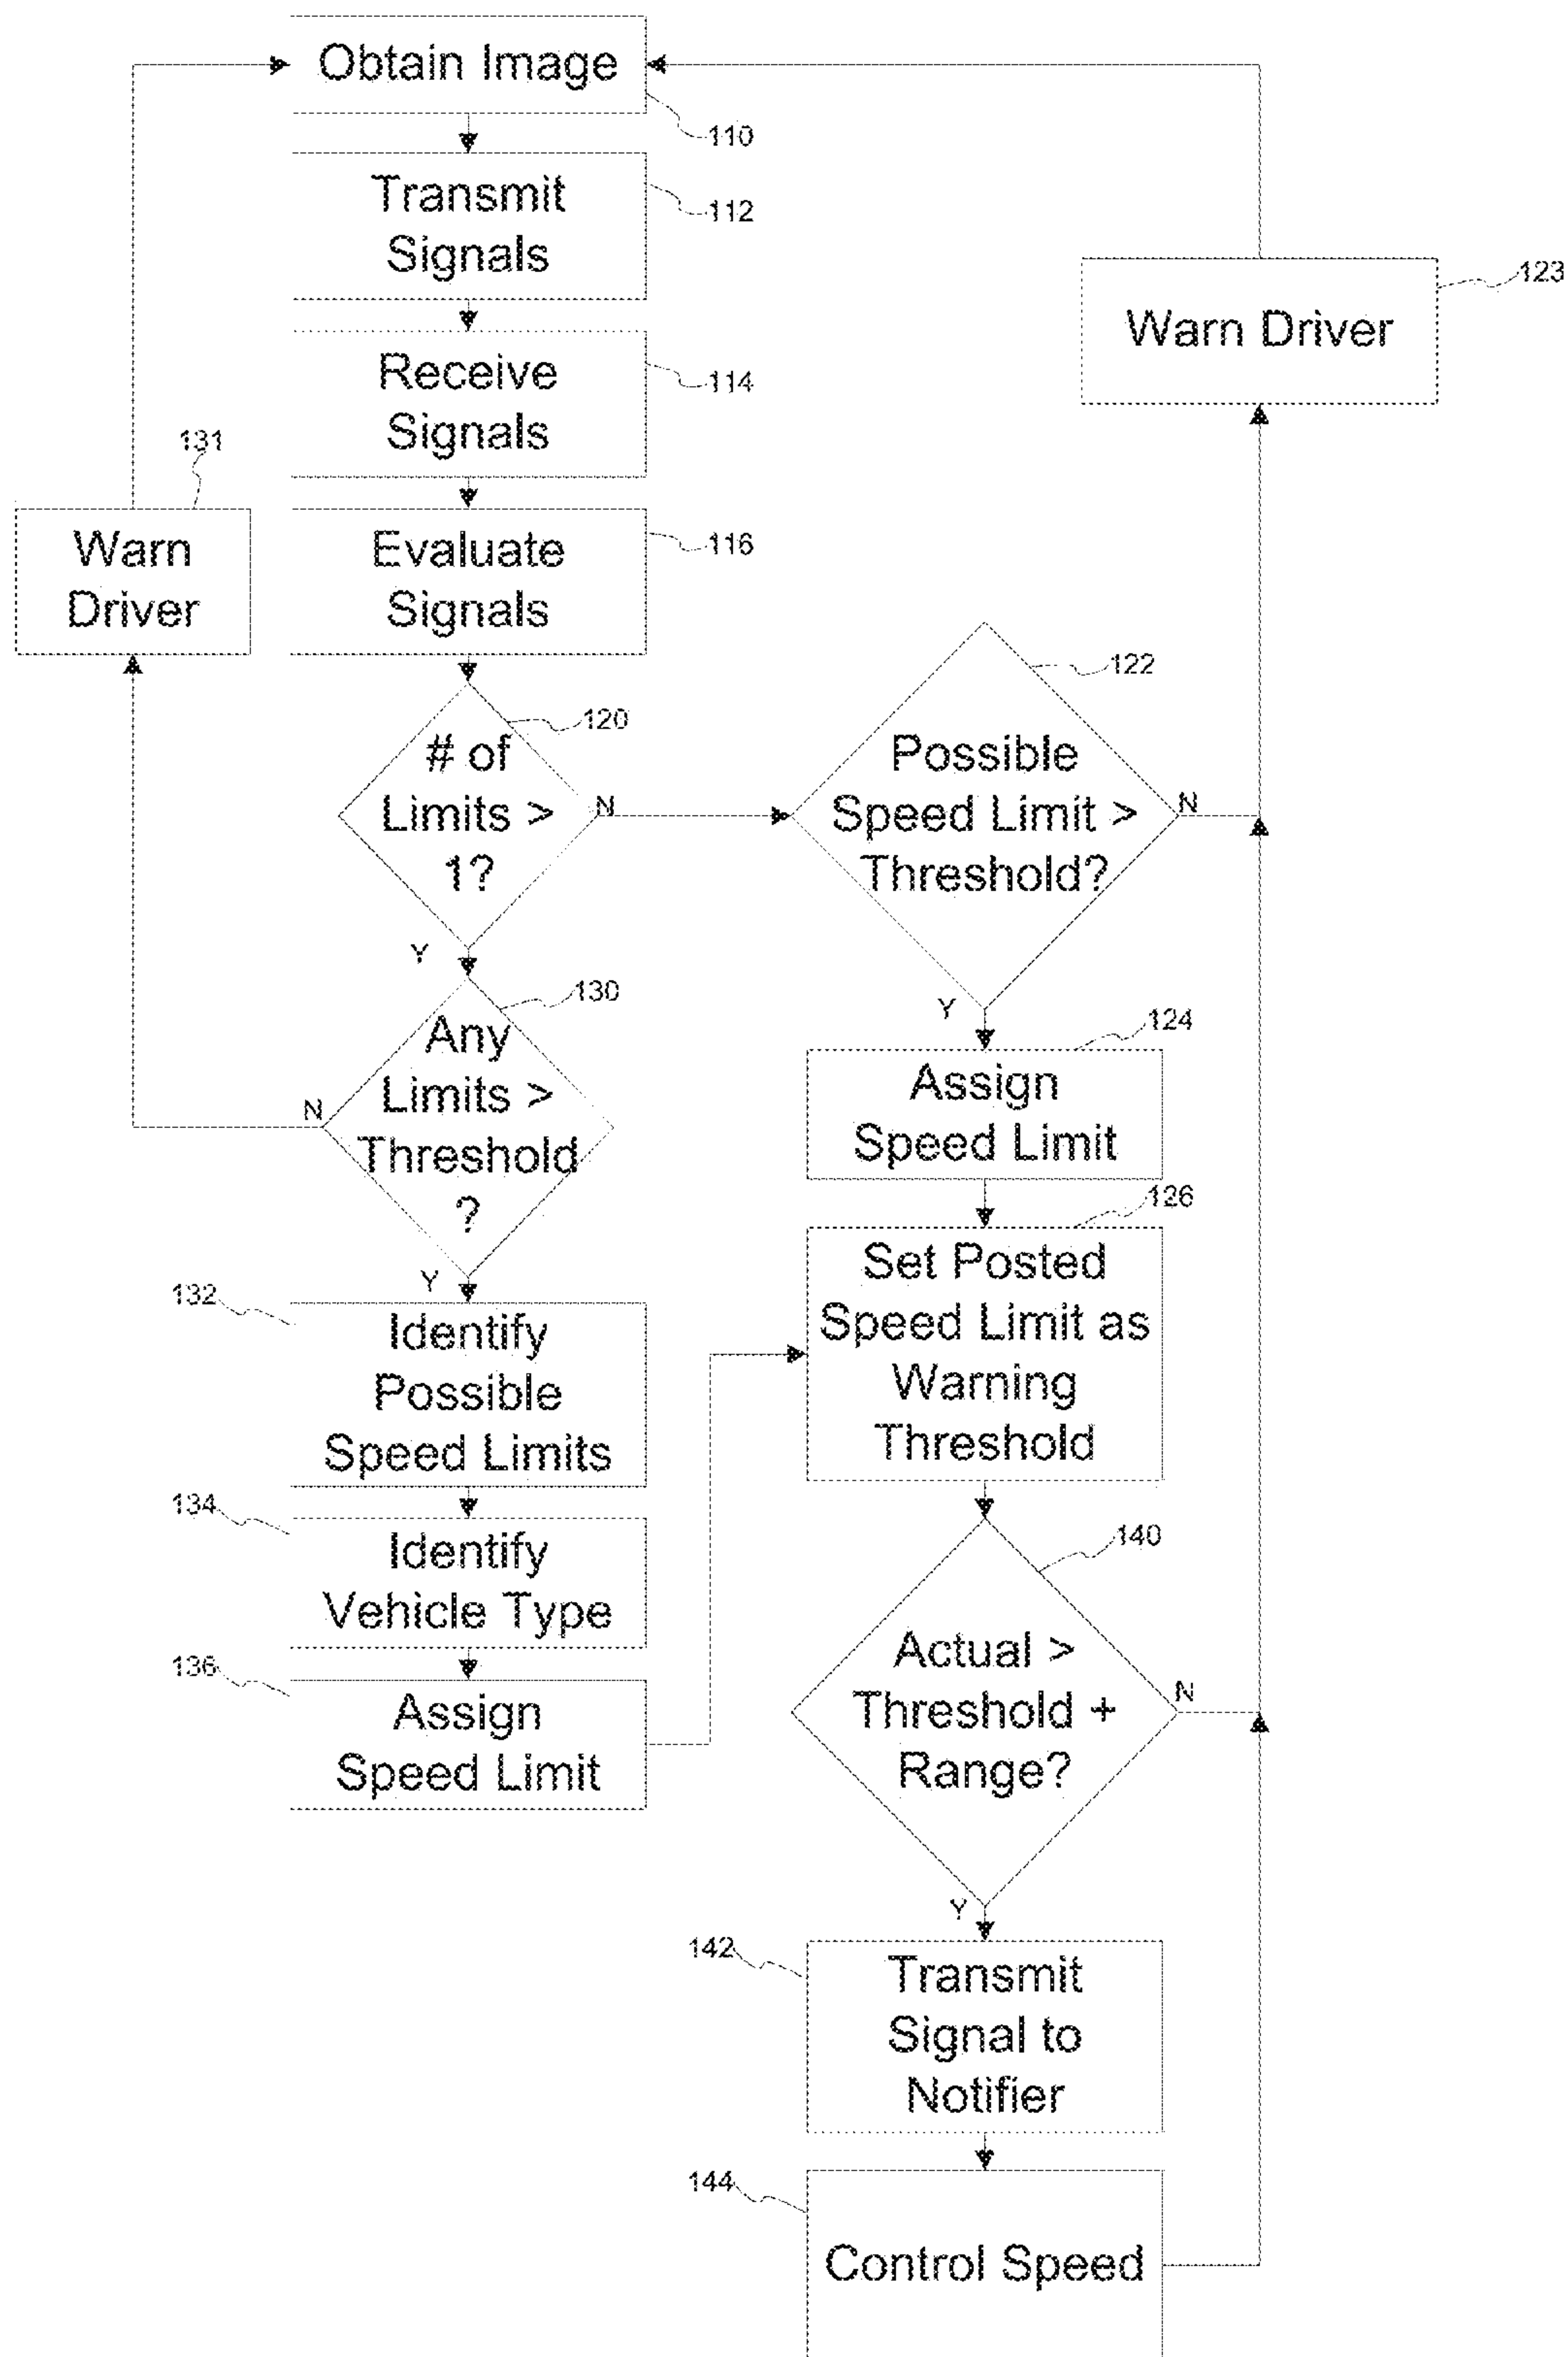 Obtain Image
110
Transmit
Signals
112
123
Warn Driver
Receive
Signals
114
131
Warn
Driver
Evaluate
Signals
116
122
120
# of
Limits >
1?
N
Possible
Speed Limit >
Threshold?
N
Y
130
Any
Limits >
Threshold
?
N
Y
124
Assign
Speed Limit
126
Set Posted
Speed Limit as
Warning
Threshold
Y
132
Identify
Possible
Speed Limits
134
Identify
Vehicle Type
136
Assign
Speed Limit
140
Actual >
Threshold +
Range?
N
Y
142
Transmit
Signal to
Notifier
144
Control Speed